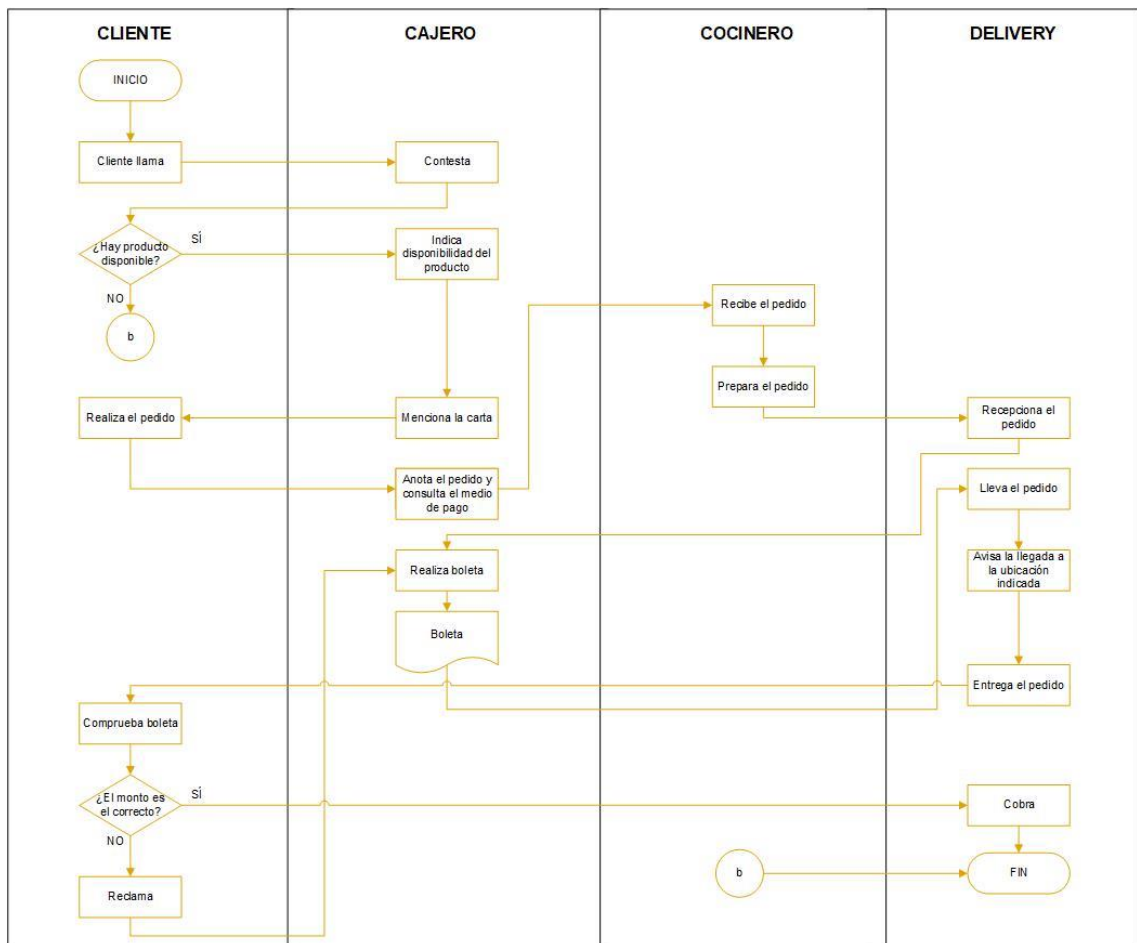 CLIENTE
CAJERO
COCINERO
DELIVERY
INICIO
Cliente llama
Contesta
¿Hay producto
disponible?
SÍ
NO
b
Indica
disponibilidad del
producto
Recibe el pedido
Prepara el pedido
Realiza el pedido
Menciona la carta
Recepciona el
pedido
Anota el pedido y
consulta el medio
de pago
Lleva el pedido
Realiza boleta
Avisa la llegada a
la ubicación
indicada
Boleta
Entrega el pedido
Comprueba boleta
¿El monto es
el correcto?
SÍ
NO
Cobra
Reclama
b
FIN